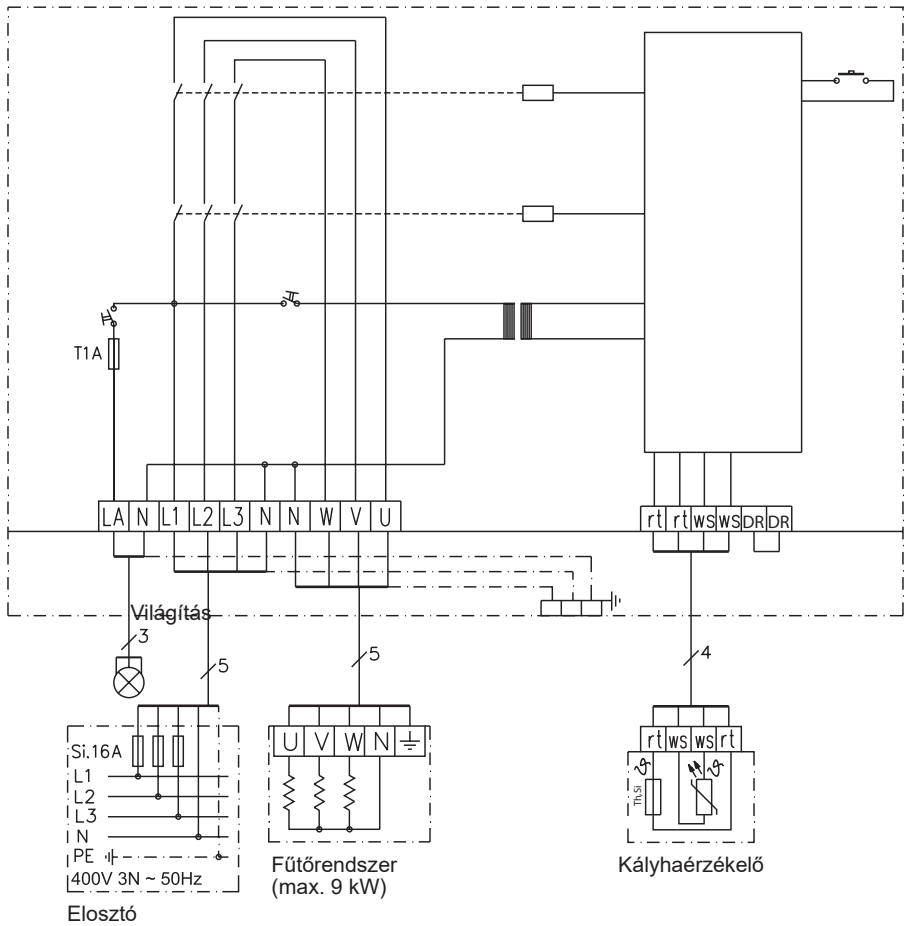 T1A
LA N L1 L2 L3 N N W V U
rt rt ws ws DR DR
Világítás
3
5
5
4
Si.16A
L1
L2
L3
N
PE
400V 3N ~ 50Hz
Elosztó
U V W N
Fűtőrendszer
(max. 9 kW)
rt ws ws rt
ϑ ϑ
Th,Si
Kályhaérzékelő